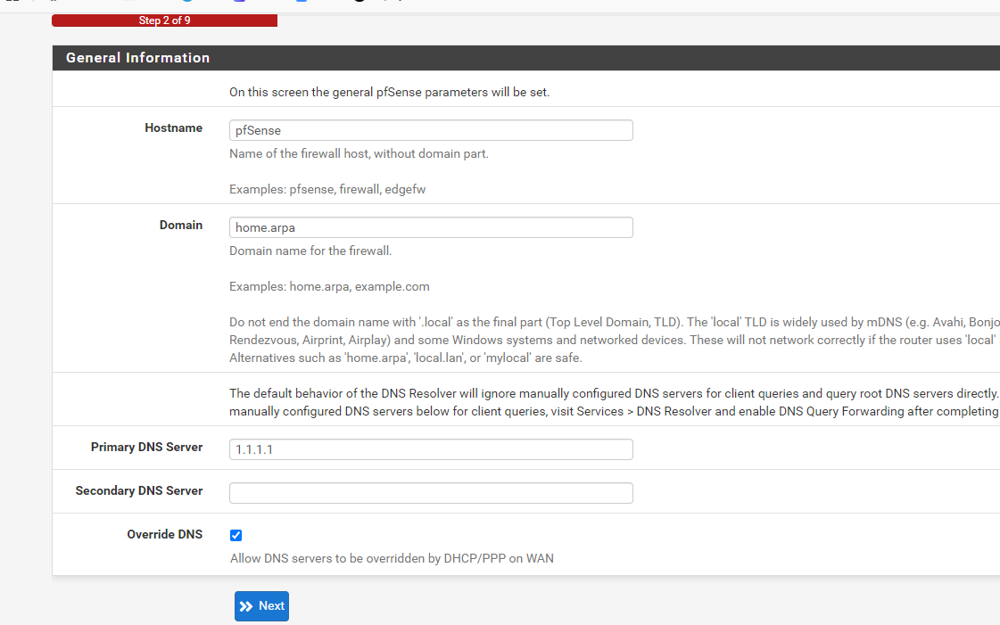 Step 2 of 9
General Information
On this screen the general pfSense parameters will be set.
Hostname
pfSense
Name of the firewall host, without domain part.
Examples: pfsense, firewall, edgefw
Domain
home.arpa
Domain name for the firewall.
Examples: home.arpa, example.com
Do not end the domain name with '.local' as the final part (Top Level Domain, TLD). The 'local' TLD is widely used by mDNS (e.g. Avahi, Bonjo
Rendezvous, Airprint, Airplay) and some Windows systems and networked devices. These will not network correctly if the router uses 'local'
Alternatives such as 'home.arpa', 'local.lan', or 'mylocal' are safe.
The default behavior of the DNS Resolver will ignore manually configured DNS servers for client queries and query root DNS servers directly.
manually configured DNS servers below for client queries, visit Services > DNS Resolver and enable DNS Query Forwarding after completing
Primary DNS Server
1.1.1.1
Secondary DNS Server
Override DNS
Allow DNS servers to be overridden by DHCP/PPP on WAN
Next